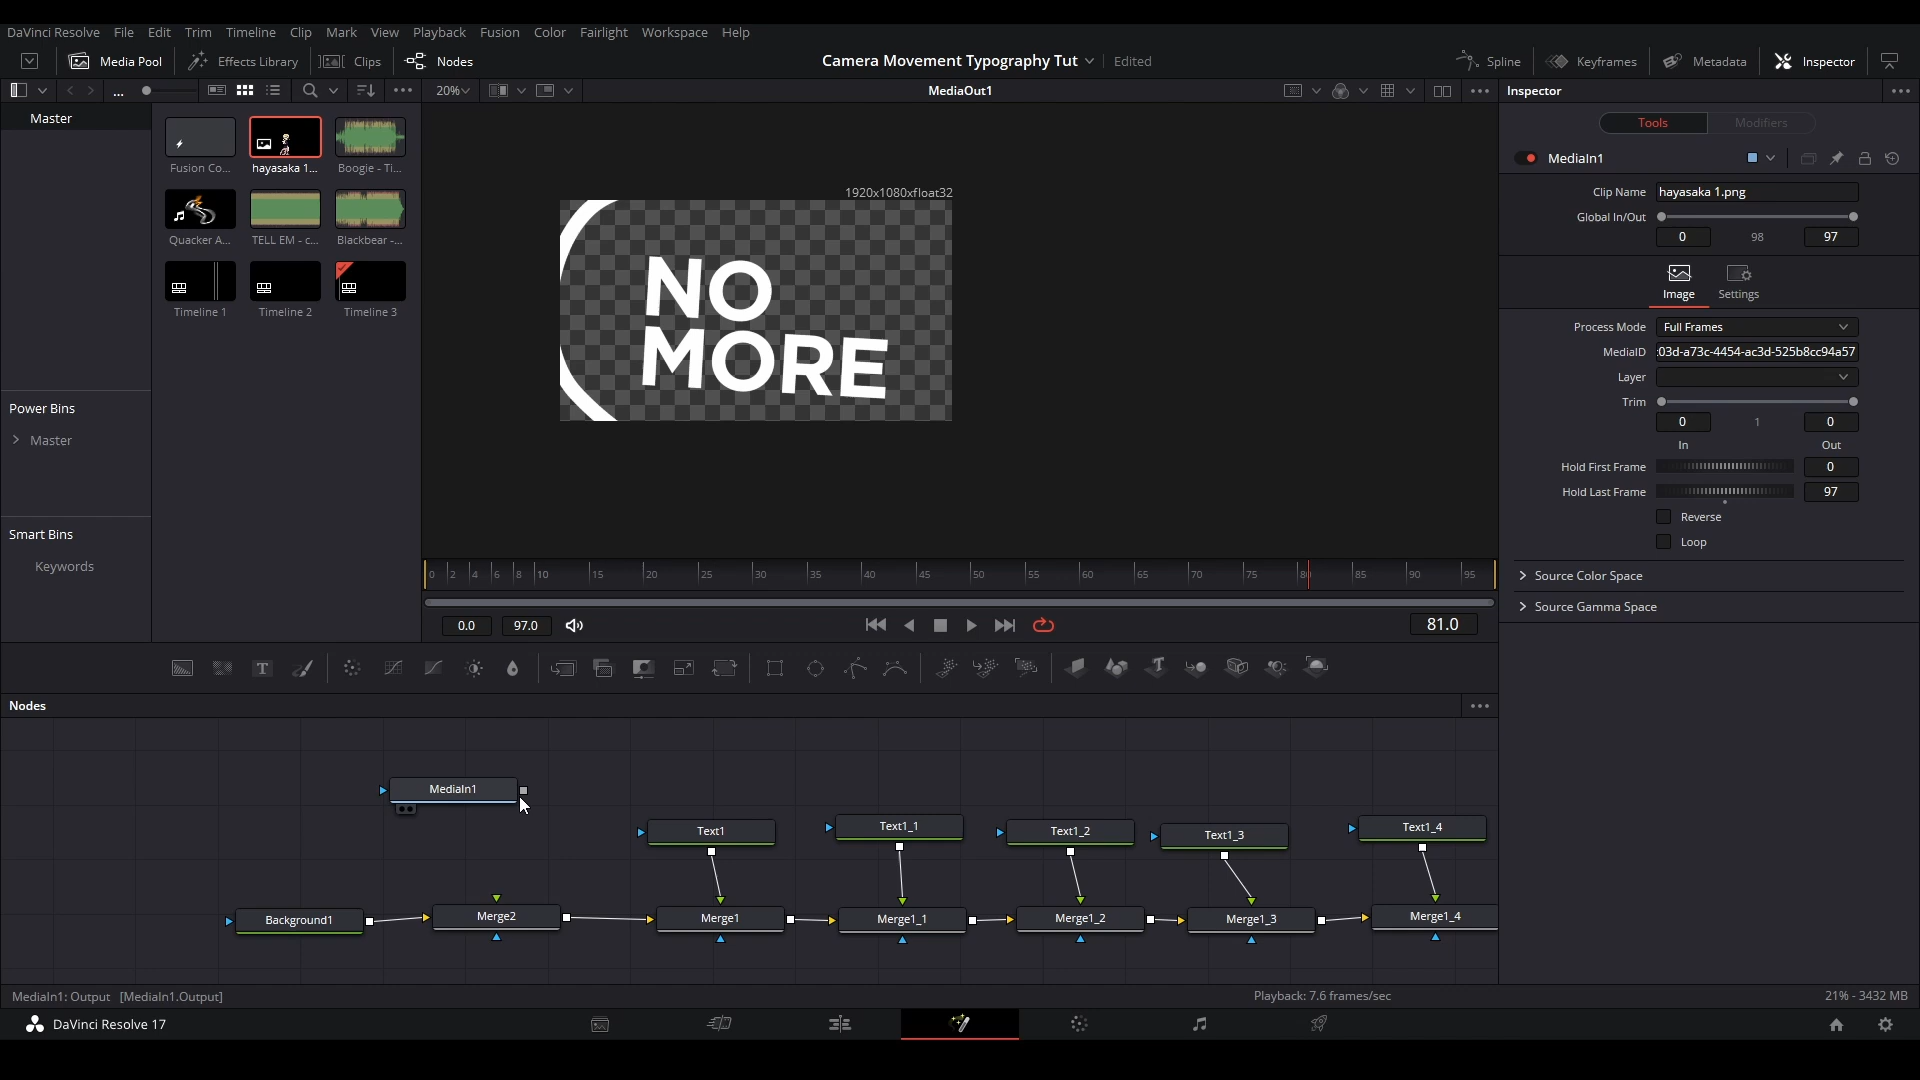 DaVinci Resolve File Edit Trim Timeline Clip Mark View Playback Fusion Color Fairlight Workspace Help
Media Pool Effects Library Clips Nodes Camera Movement Typography Tut Edited Spline Keyframes Metadata Inspector
... 20% MediaOut1 Inspector
Master
Tools Modifiers
MediaIn1
Fusion Co... hayasaka 1... Boogie - Ti...
Quacker A... TELL EM - c... Blackbear -...
Timeline 1 Timeline 2 Timeline 3
Power Bins
Master
Smart Bins
Keywords
1920x1080xfloat32
NO
MORE
Clip Name hayasaka 1.png
Global In/Out
0 98 97
Image Settings
Process Mode Full Frames
MediaID :03d-a73c-4454-ac3d-525b8cc94a57
Layer
Trim
0 1 0
In Out
Hold First Frame 0
Hold Last Frame 97
Reverse
Loop
Source Color Space
Source Gamma Space
0 2 4 6 8 10 15 20 25 30 35 40 45 50 55 60 65 70 75 85 90 95
0.0 97.0 81.0
T T
Nodes
MediaIn1
Text1 Text1_1 Text1_2 Text1_3 Text1_4
Background1 Merge2 Merge1 Merge1_1 Merge1_2 Merge1_3 Merge1_4
MediaIn1: Output [MediaIn1.Output] Playback: 7.6 frames/sec 21% - 3432 MB
DaVinci Resolve 17